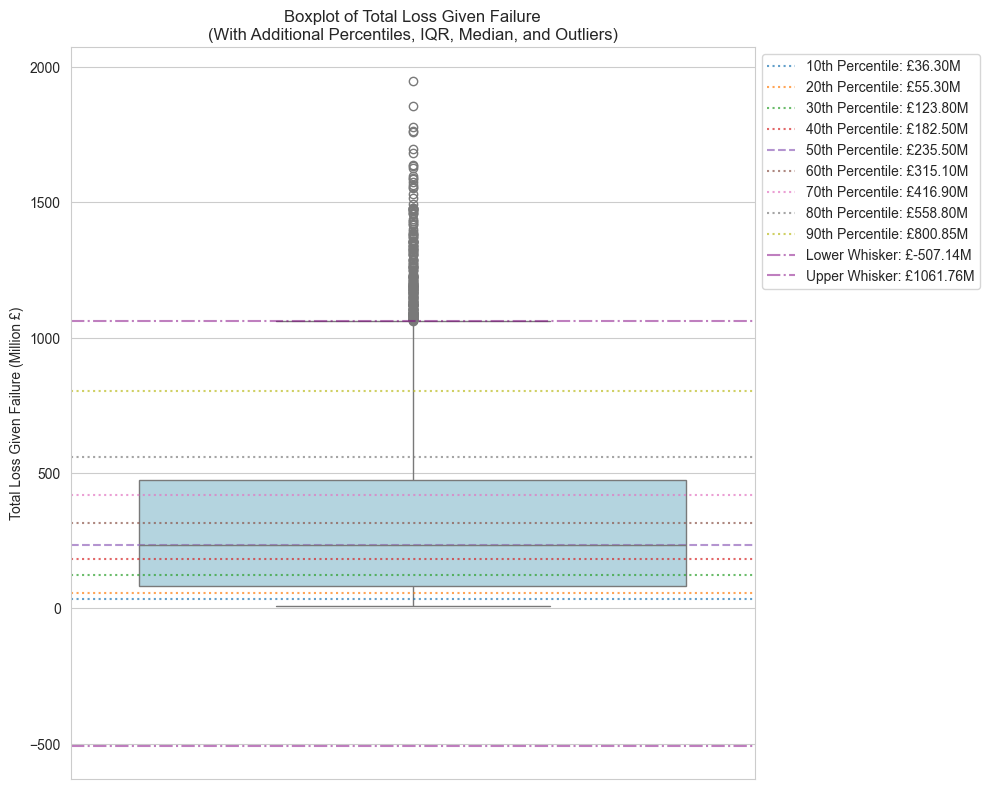 Boxplot of Total Loss Given Failure
(With Additional Percentiles, IQR, Median, and Outliers)
Total Loss Given Failure (Million £)
2000
1500
1000
500
0
−500
10th Percentile: £36.30M
20th Percentile: £55.30M
30th Percentile: £123.80M
40th Percentile: £182.50M
50th Percentile: £235.50M
60th Percentile: £315.10M
70th Percentile: £416.90M
80th Percentile: £558.80M
90th Percentile: £800.85M
Lower Whisker: £-507.14M
Upper Whisker: £1061.76M